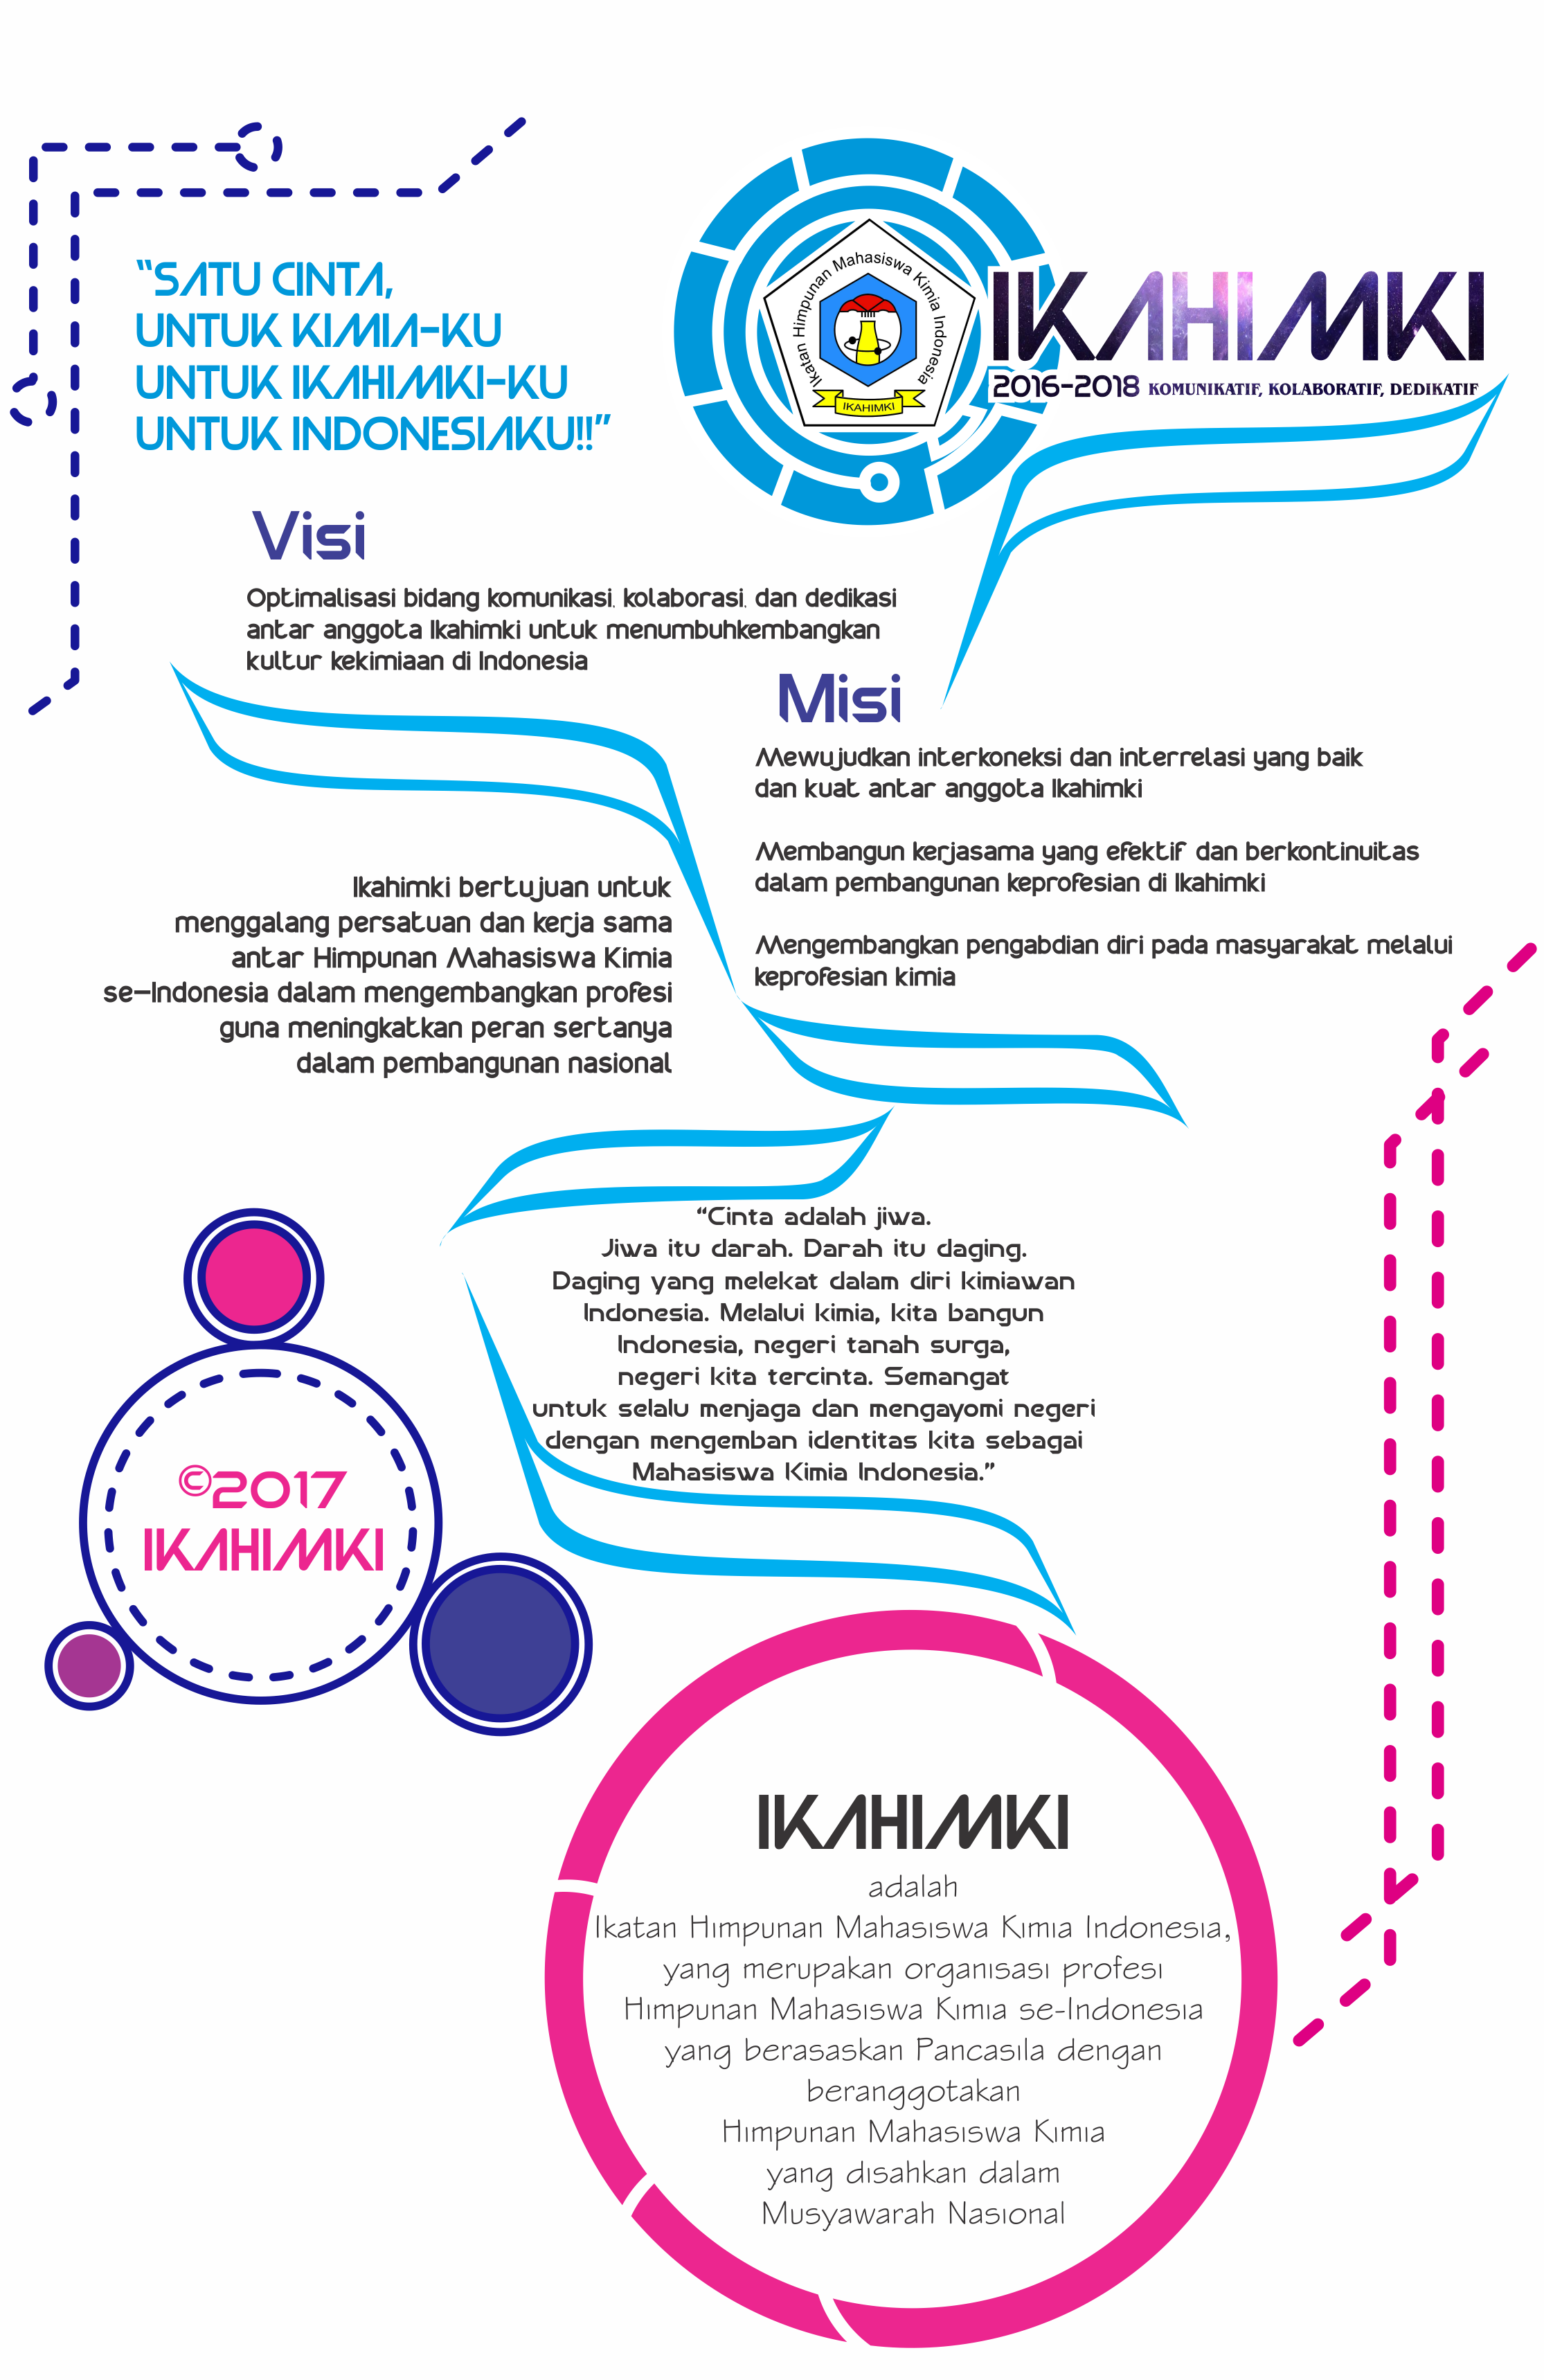 “SATU CINTA,
UNTUK KIMIA-KU
UNTUK IKAHIMKI-KU
UNTUK INDONESIAKU!!”
Ikatan Himpunan Mahasiswa Kimia Indonesia
IKAHIMKI
IKAHIMKI
2016-2018 KOMUNIKATIF, KOLABORATIF, DEDIKATIF
Visi
Optimalisasi bidang komunikasi, kolaborasi, dan dedikasi
antar anggota Ikahimki untuk menumbuhkembangkan
kultur kekimiaan di Indonesia
Misi
Mewujudkan interkoneksi dan interrelasi yang baik
dan kuat antar anggota Ikahimki
Membangun kerjasama yang efektif dan berkontinuitas
dalam pembangunan keprofesian di Ikahimki
Mengembangkan pengabdian diri pada masyarakat melalui
keprofesian kimia
Ikahimki bertujuan untuk
menggalang persatuan dan kerja sama
antar Himpunan Mahasiswa Kimia
se-Indonesia dalam mengembangkan profesi
guna meningkatkan peran sertanya
dalam pembangunan nasional
“Cinta adalah jiwa.
Jiwa itu darah. Darah itu daging.
Daging yang melekat dalam diri kimiawan
Indonesia. Melalui kimia, kita bangun
Indonesia, negeri tanah surga,
negeri kita tercinta. Semangat
untuk selalu menjaga dan mengayomi negeri
dengan mengemban identitas kita sebagai
Mahasiswa Kimia Indonesia.”
©2017
IKAHIMKI
IKAHIMKI
adalah
Ikatan Himpunan Mahasiswa Kimia Indonesia,
yang merupakan organisasi profesi
Himpunan Mahasiswa Kimia se-Indonesia
yang berasaskan Pancasila dengan
beranggotakan
Himpunan Mahasiswa Kimia
yang disahkan dalam
Musyawarah Nasional